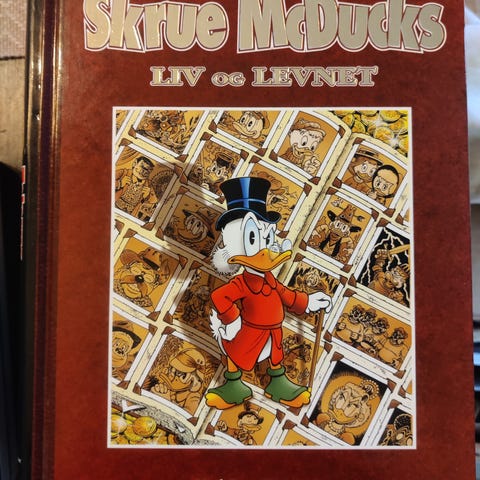 Skrue McDucks
LIV OG LEVNET